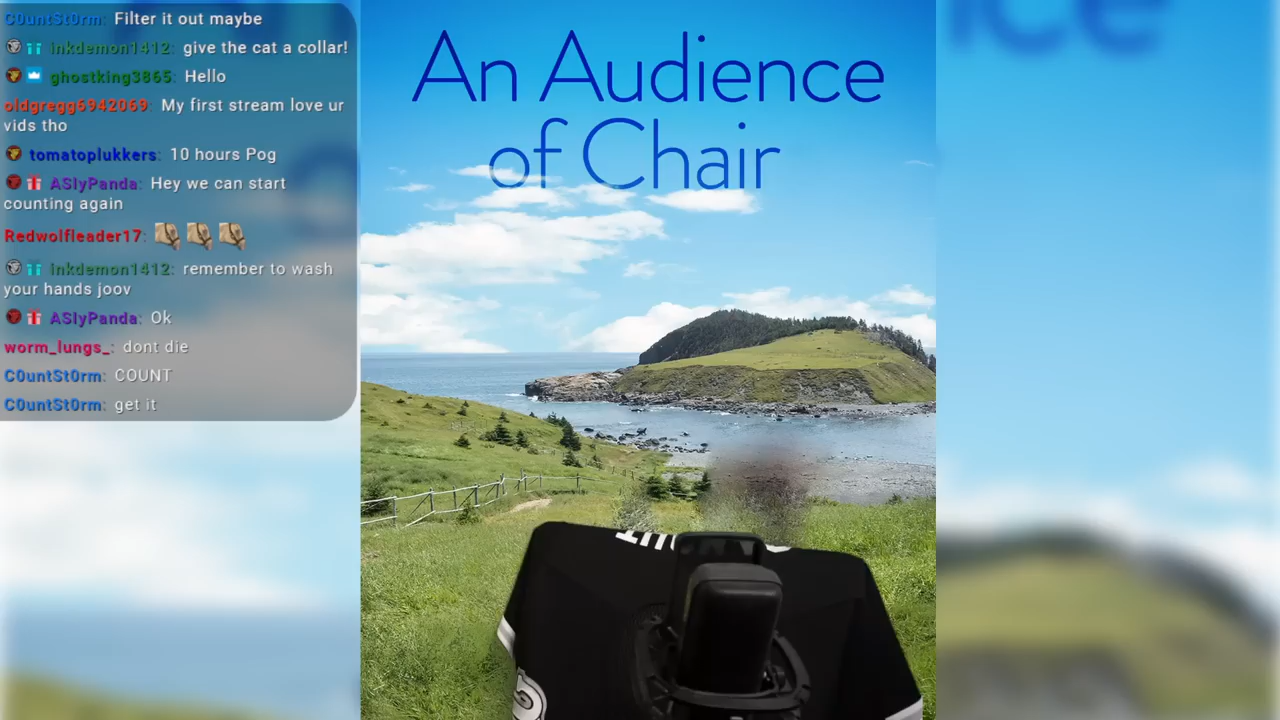 C0untSt0rm: Filter it out maybe
inkdemon1412: give the cat a collar!
ghostking3865: Hello
oldgregg6942069: My first stream love ur
vids tho
tomatoplukkers: 10 hours Pog
ASlyPanda: Hey we can start
counting again
Redwolfleader17:
inkdemon1412: remember to wash
your hands joov
ASlyPanda: Ok
worm_lungs_: dont die
C0untSt0rm: COUNT
C0untSt0rm: get it
An Audience
of Chair